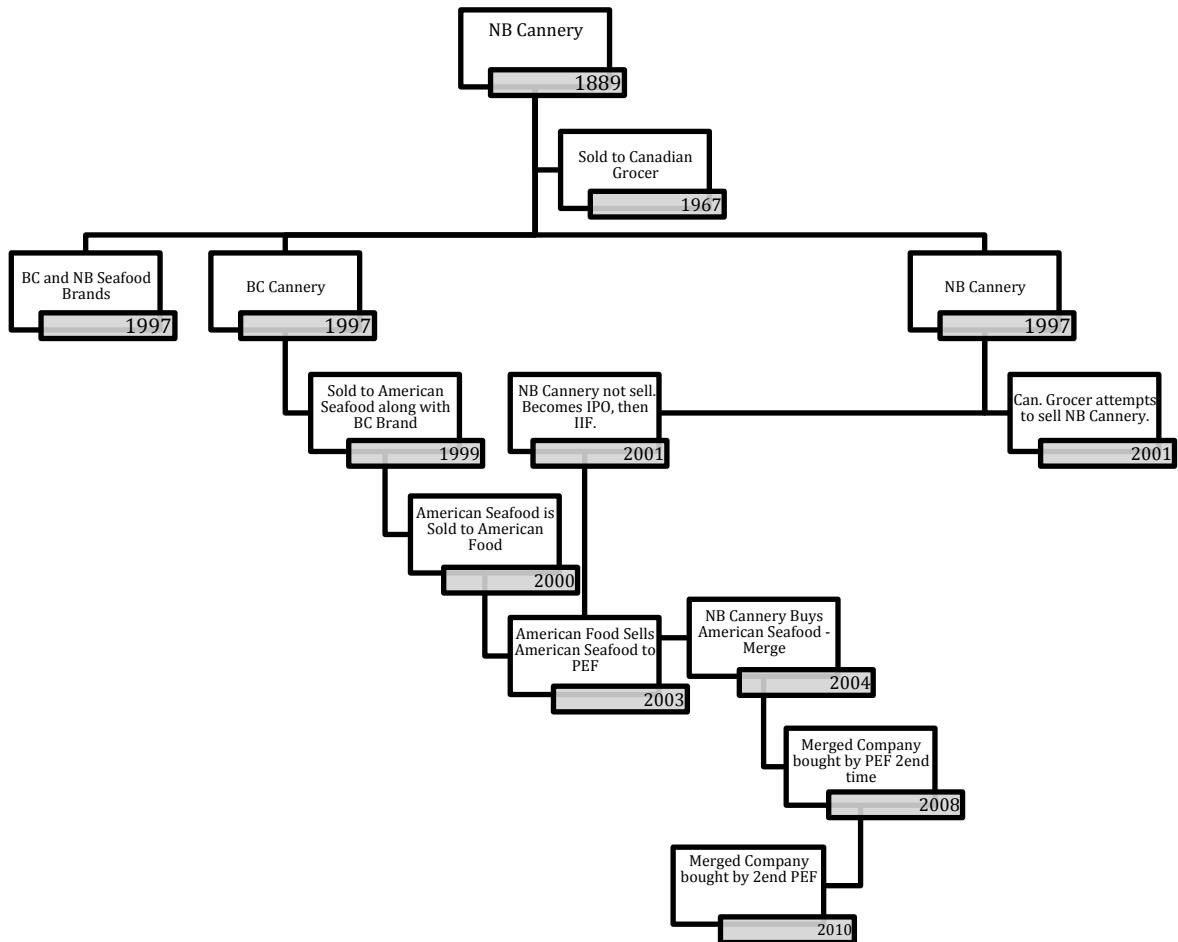 NB Cannery
1889
Sold to Canadian
Grocer
1967
BC and NB Seafood
Brands
1997
BC Cannery
1997
NB Cannery
1997
Sold to American
Seafood along with
BC Brand
1999
NB Cannery not sell.
Becomes IPO, then
IIF.
2001
Can. Grocer attempts
to sell NB Cannery.
2001
American Seafood is
Sold to American
Food
2000
American Food Sells
American Seafood to
PEF
2003
NB Cannery Buys
American Seafood -
Merge
2004
Merged Company
bought by PEF 2end
time
2008
Merged Company
bought by 2end PEF
2010